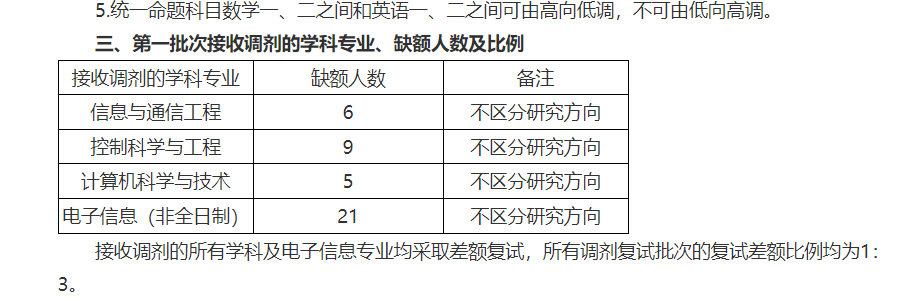 5.统一命题科目数学一、二之间和英语一、二之间可由高向低调，不可由低向高调。
三、第一批次接收调剂的学科专业、缺额人数及比例
接收调剂的学科专业 缺额人数 备注
信息与通信工程 6 不区分研究方向
控制科学与工程 9 不区分研究方向
计算机科学与技术 5 不区分研究方向
电子信息（非全日制） 21 不区分研究方向
接收调剂的所有学科及电子信息专业均采取差额复试，所有调剂复试批次的复试差额比例均为1：
3。